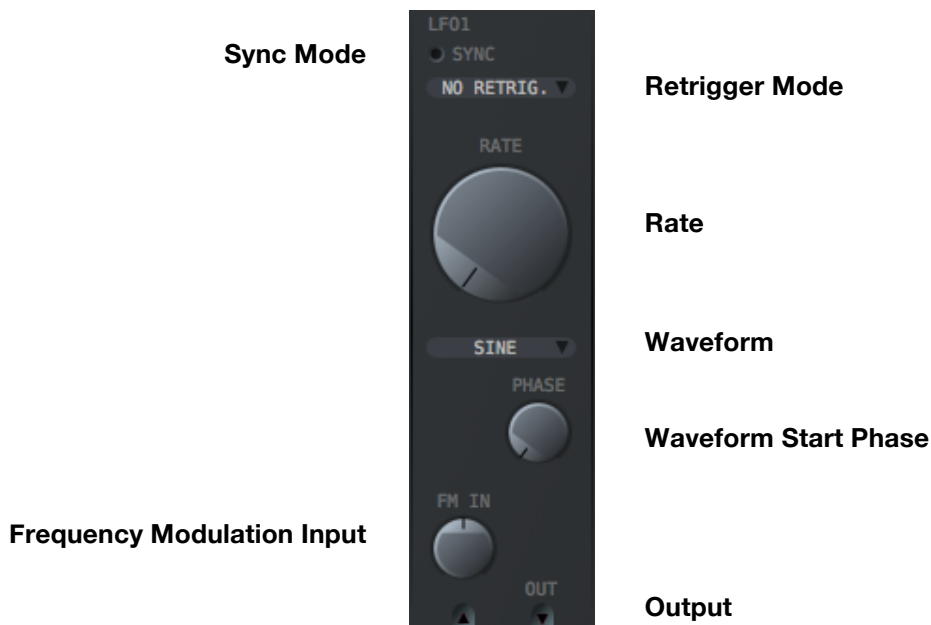 LFO1
Sync Mode
SYNC
NO RETRIG.
Retrigger Mode
RATE
Rate
SINE
Waveform
PHASE
Waveform Start Phase
FM IN
Frequency Modulation Input
OUT
Output